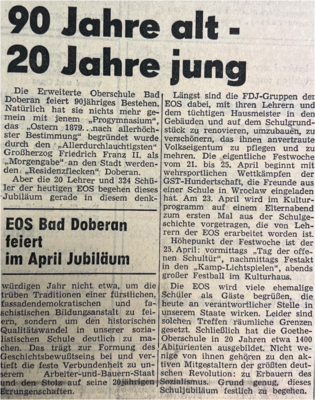 90 Jahre alt -
20 Jahre jung
Die Erweiterte Oberschule Bad
Doberan feiert 90jähriges Bestehen.
Natürlich hat sie nichts mehr ge-
mein mit jenem „Progymnasium",
das „Ostern 1879 ... nach allerhöch-
ster Bestimmung" begründet wurde
durch den „Allerdurchlauchtigsten"
Großherzog Friedrich Franz II. als
„Morgengabe" an den Stadt werden-
den „Residenzflecken" Doberan.
Aber die 20 Lehrer und 324 Schü-
ler der heutigen EOS begehen dieses
Jubiläum gerade in diesem denk-
EOS Bad Doberan
feiert
im April Jubiläum
würdigen Jahr nicht etwa, um die
trüben Traditionen einer fürstlichen,
pseudodemokratischen und fa-
schistischen Bildungsanstalt zu fei-
ern, sondern um den historischen
Qualitätswandel in unserer sozia-
listischen Schule deutlich zu ma-
chen. Das trägt zur Formung des
Geschichtsbewußtseins bei und ver-
tieft die feste Verbundenheit zu un-
serem Arbeiter-und-Bauern-Staat
und den Stolz auf seine 20jährigen
Errungenschaften.
Längst sind die FDJ-Gruppen der
EOS dabei, mit ihren Lehrern und
dem tüchtigen Hausmeister in den
Gebäuden und auf dem Schulgrund-
stück zu renovieren, umzubauen, zu
verschönern, das ihnen anvertraute
Volkseigentum zu pflegen und zu
mehren. Die eigentliche Festwoche
vom 21. bis 25. April beginnt mit
wehrsportlichen Wettkämpfen der
GST-Hundertschaft, die Freunde aus
einer Schule in Wroclaw eingeladen
hat. Am 23. April wird im Kultur-
programm auf einem Elternabend
zum ersten Mal aus der Schulge-
schichte vorgetragen, die von Leh-
rern der EOS erarbeitet worden ist.
Höhepunkt der Festwoche ist der
25. April: vormittags „Tag der offe-
nen Schultür", nachmittags Festakt
in den „Kamp-Lichtspielen", abends
großer Festball im Kulturhaus.
Die EOS wird viele ehemalige
Schüler als Gäste begrüßen, die
heute an verantwortlicher Stelle in
unserem Staate wirken. Leider sind
solchen Treffen räumliche Grenzen
gesetzt. Schließlich hat die Goethe-
Oberschule in 20 Jahren etwa 1400
Abiturienten ausgebildet. Nicht we-
nige von ihnen gehören zu den ak-
tiven Mitgestaltern der größten deut-
schen Revolution: zu Erbauern des
Sozialismus. Grund genug, dieses
Schuljubiläum festlich zu begehen.